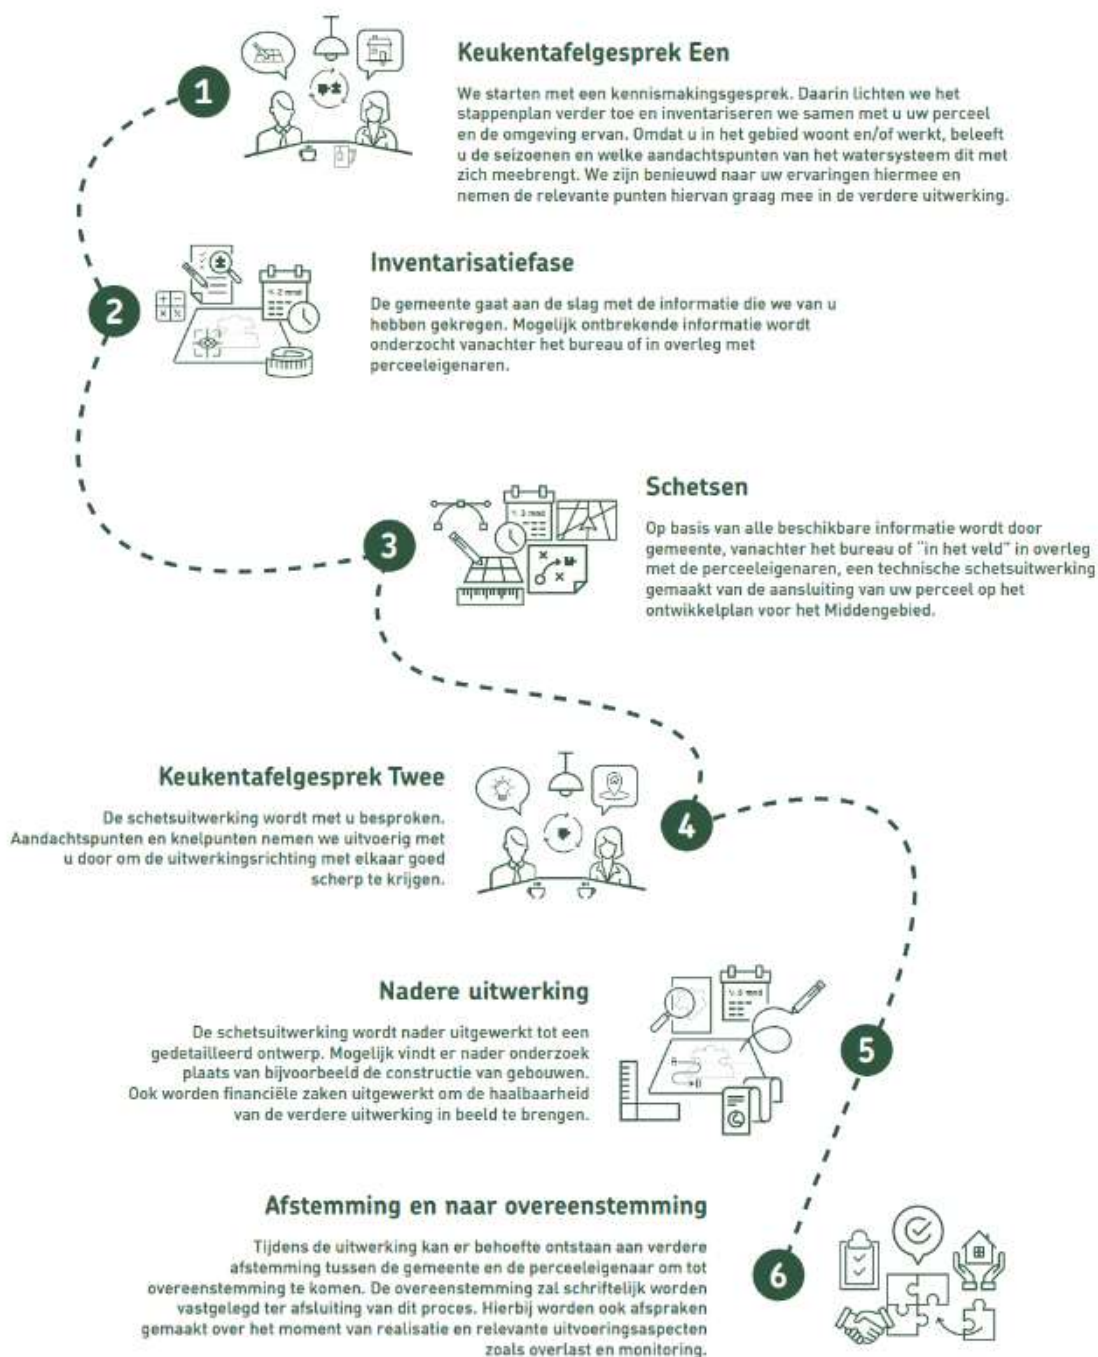 1
Keukentafelgesprek Een
We starten met een kennismakingsgesprek. Daarin lichten we het
stappenplan verder toe en inventariseren we samen met u uw perceel
en de omgeving ervan. Omdat u in het gebied woont en/of werkt, beleeft
u de seizoenen en welke aandachtspunten van het watersysteem dit met
zich meebrengt. We zijn benieuwd naar uw ervaringen hiermee en
nemen de relevante punten hiervan graag mee in de verdere uitwerking.
2
Inventarisatiefase
De gemeente gaat aan de slag met de informatie die we van u
hebben gekregen. Mogelijk ontbrekende informatie wordt
onderzocht vanachter het bureau of in overleg met
perceeleigenaren.
3
Schetsen
Op basis van alle beschikbare informatie wordt door
gemeente, vanachter het bureau of "in het veld" in overleg
met de perceeleigenaren, een technische schetsuitwerking
gemaakt van de aansluiting van uw perceel op het
ontwikkelplan voor het Middengebied.
4
Keukentafelgesprek Twee
De schetsuitwerking wordt met u besproken.
Aandachtspunten en knelpunten nemen we uitvoerig met
u door om de uitwerkingsrichting met elkaar goed
scherp te krijgen.
5
Nadere uitwerking
De schetsuitwerking wordt nader uitgewerkt tot een
gedetailleerd ontwerp. Mogelijk vindt er nader onderzoek
plaats van bijvoorbeeld de constructie van gebouwen.
Ook worden financiële zaken uitgewerkt om de haalbaarheid
van de verdere uitwerking in beeld te brengen.
6
Afstemming en naar overeenstemming
Tijdens de uitwerking kan er behoefte ontstaan aan verdere
afstemming tussen de gemeente en de perceeleigenaar om tot
overeenstemming te komen. De overeenstemming zal schriftelijk worden
vastgelegd ter afsluiting van dit proces. Hierbij worden ook afspraken
gemaakt over het moment van realisatie en relevante uitvoeringsaspecten
zoals overlast en monitoring.